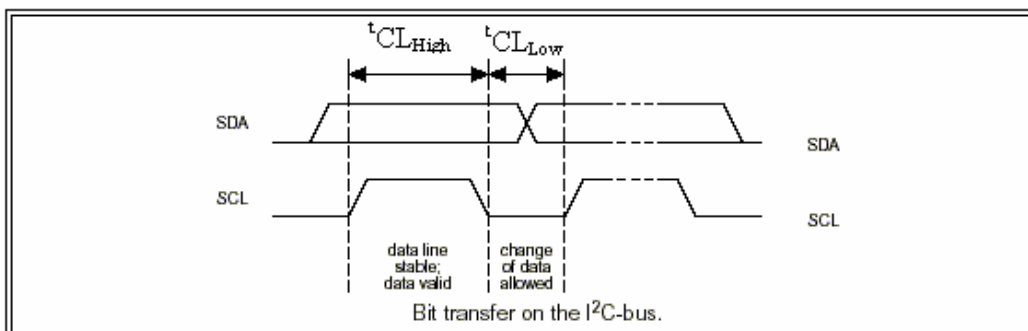 tCLHigh tCLLow
SDA
SDA
SCL
SCL
data line stable; data valid
change of data allowed
Bit transfer on the I²C-bus.